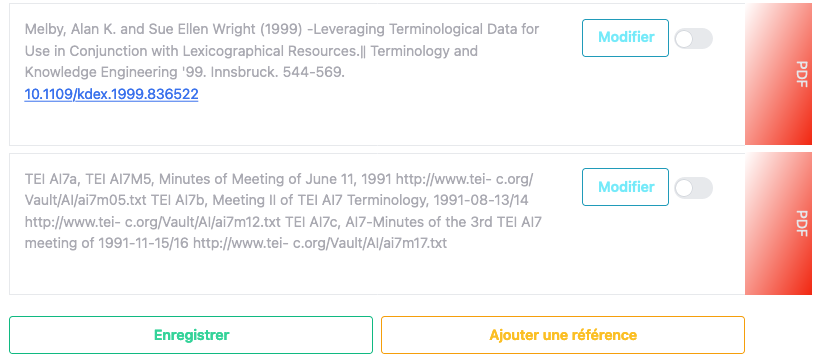 Melby, Alan K. and Sue Ellen Wright (1999) -Leveraging Terminological Data for
Use in Conjunction with Lexicographical Resources.‖ Terminology and
Knowledge Engineering '99. Innsbruck. 544-569.
10.1109/kdex.1999.836522
Modifier
PDF
TEI AI7a, TEI AI7M5, Minutes of Meeting of June 11, 1991 http://www.tei- c.org/
Vault/AI/ai7m05.txt TEI AI7b, Meeting II of TEI AI7 Terminology, 1991-08-13/14
http://www.tei- c.org/Vault/AI/ai7m12.txt TEI AI7c, AI7-Minutes of the 3rd TEI AI7
meeting of 1991-11-15/16 http://www.tei- c.org/Vault/AI/ai7m17.txt
Modifier
PDF
Enregistrer
Ajouter une référence